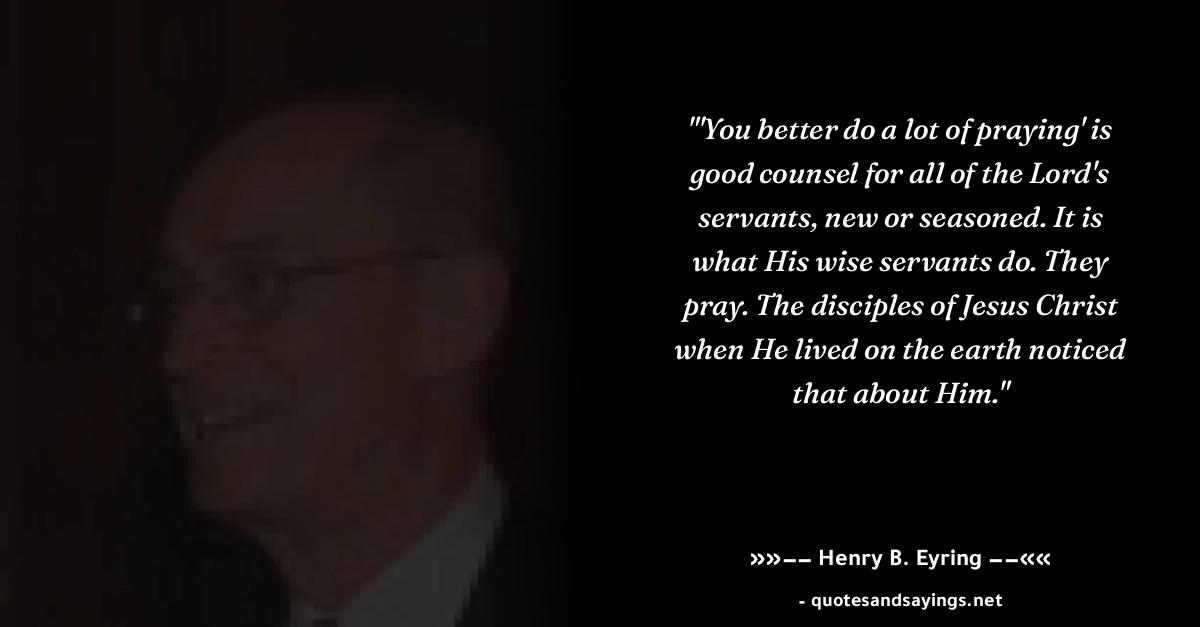 "'You better do a lot of praying' is
good counsel for all of the Lord's
servants, new or seasoned. It is
what His wise servants do. They
pray. The disciples of Jesus Christ
when He lived on the earth noticed
that about Him."
»»–– Henry B. Eyring ––««
- quotesandsayings.net